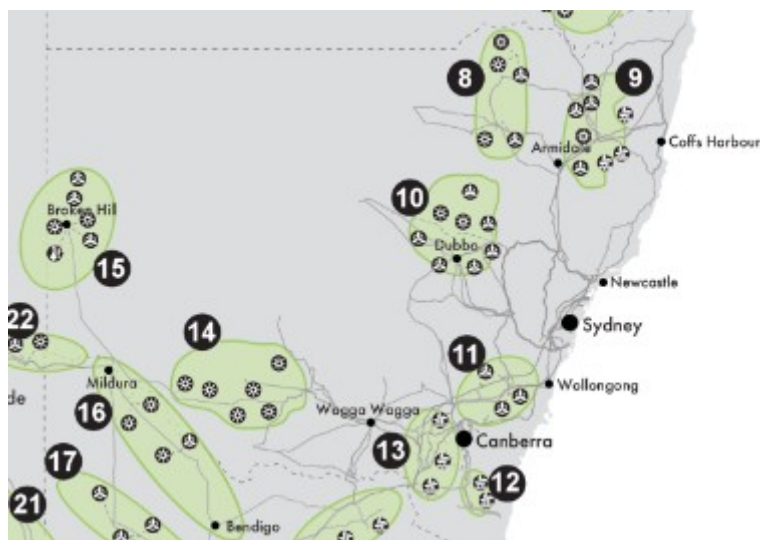 8
9
Coffs Harbour
Armidale
10
Broken Hill
Dubbo
15
Newcastle
22
14
Sydney
11
Mildura
Wollongong
de
16
Wagga Wagga
13
Canberra
17
12
21
Bendigo